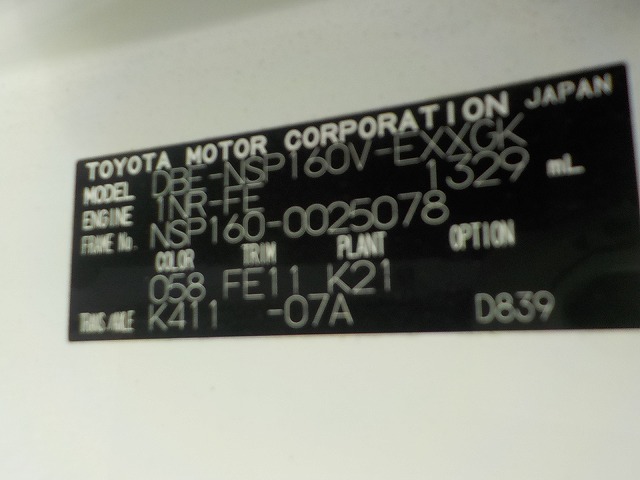 TOYOTA MOTOR CORPORATION JAPAN
MODEL DBE-NSP160V-EXXGK
ENGINE 1NR-FE 1329 mL
FRAME No. NSP160-0025078
COLOR TRIM PLANT OPTION
058 FE11 K21
TRANS/AXLE K411 -07A D839